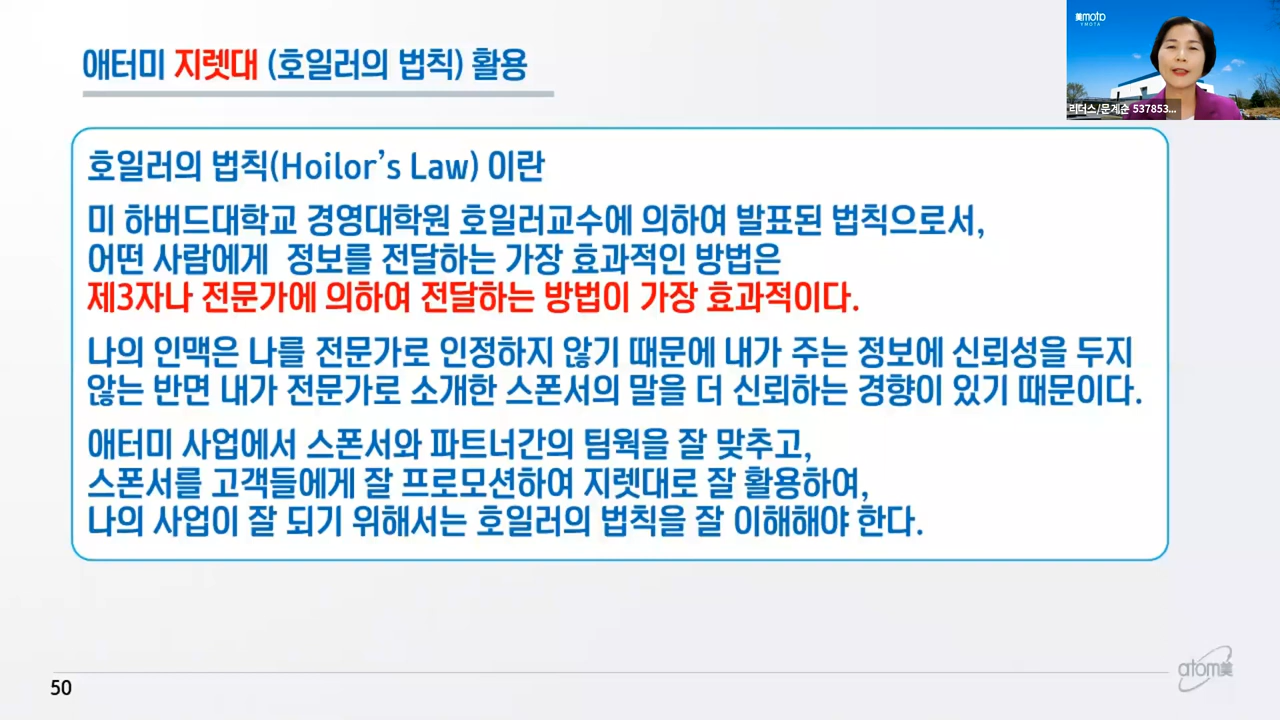 애터미 지렛대 (호일러의 법칙) 활용
美mota
YMOTA
리더스/문계순 537853...
호일러의 법칙(Hoilor’s Law) 이란
미 하버드대학교 경영대학원 호일러교수에 의하여 발표된 법칙으로서,
어떤 사람에게 정보를 전달하는 가장 효과적인 방법은
제3자나 전문가에 의하여 전달하는 방법이 가장 효과적이다.
나의 인맥은 나를 전문가로 인정하지 않기 때문에 내가 주는 정보에 신뢰성을 두지
않는 반면 내가 전문가로 소개한 스폰서의 말을 더 신뢰하는 경향이 있기 때문이다.
애터미 사업에서 스폰서와 파트너간의 팀웍을 잘 맞추고,
스폰서를 고객들에게 잘 프로모션하여 지렛대로 잘 활용하여,
나의 사업이 잘 되기 위해서는 호일러의 법칙을 잘 이해해야 한다.
50
atom美